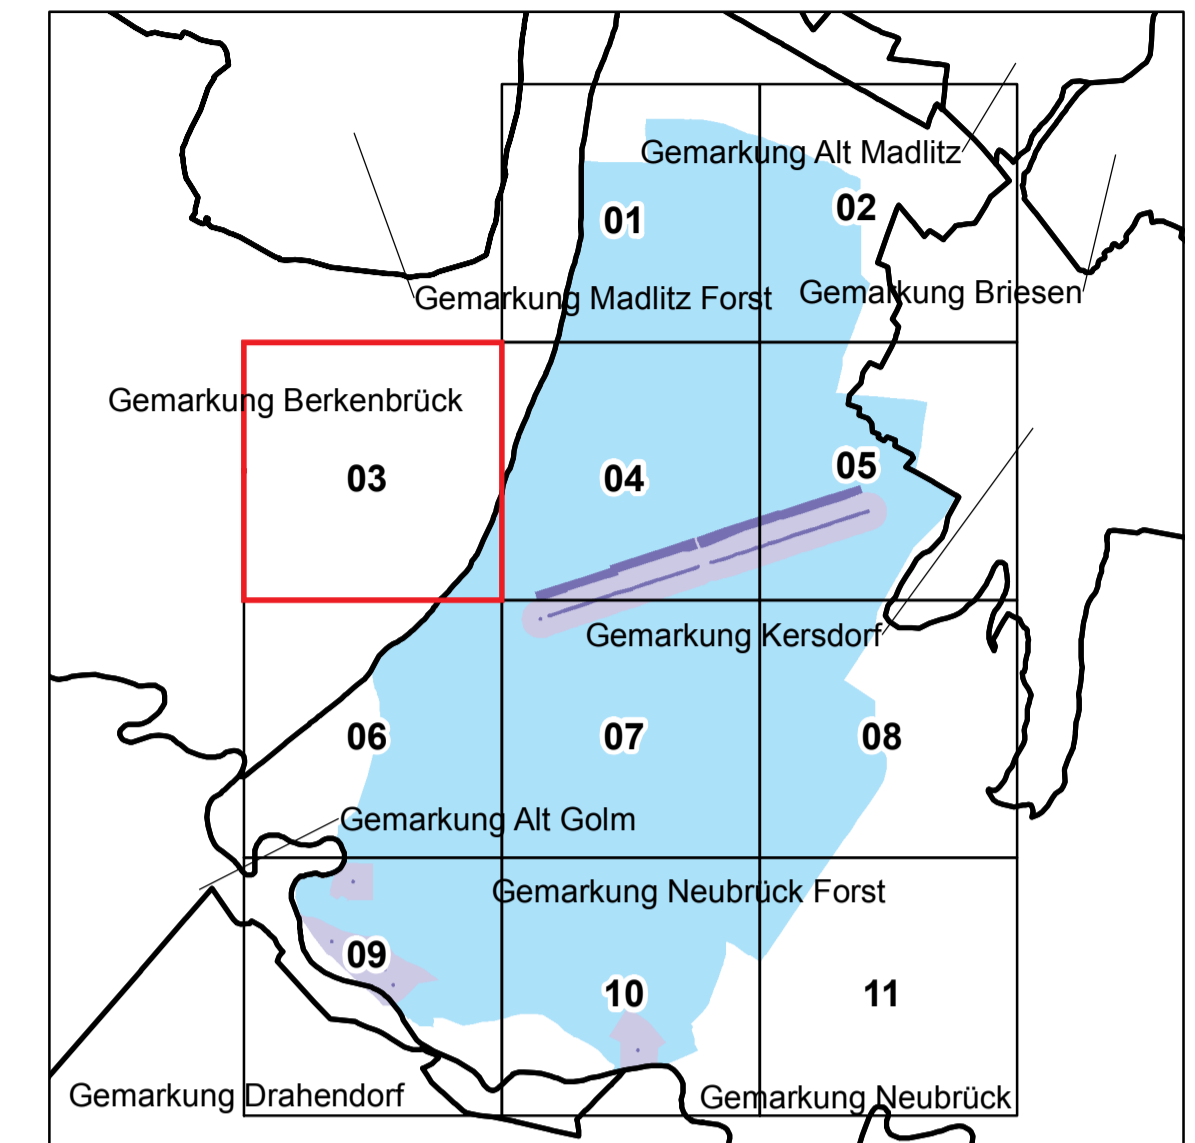 Gemarkung Alt Madlitz
01
02
Gemarkung Madlitz Forst
Gemarkung Briesen
Gemarkung Berkenbrück
03
04
05
Gemarkung Kersdorf
06
07
08
Gemarkung Alt Golm
Gemarkung Neubrück Forst
09
10
11
Gemarkung Drahendorf
Gemarkung Neubrück